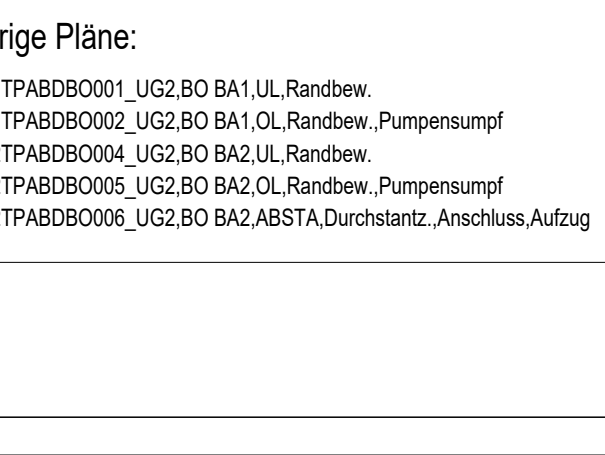 rige Pläne:
TPABDBO001_UG2,BO BA1,UL,Randbew.
TPABDBO002_UG2,BO BA1,OL,Randbew.,Pumpensumpf
TPABDBO004_UG2,BO BA2,UL,Randbew.
TPABDBO005_UG2,BO BA2,OL,Randbew.,Pumpensumpf
TPABDBO006_UG2,BO BA2,ABSTA,Durchstantz.,Anschluss,Aufzug